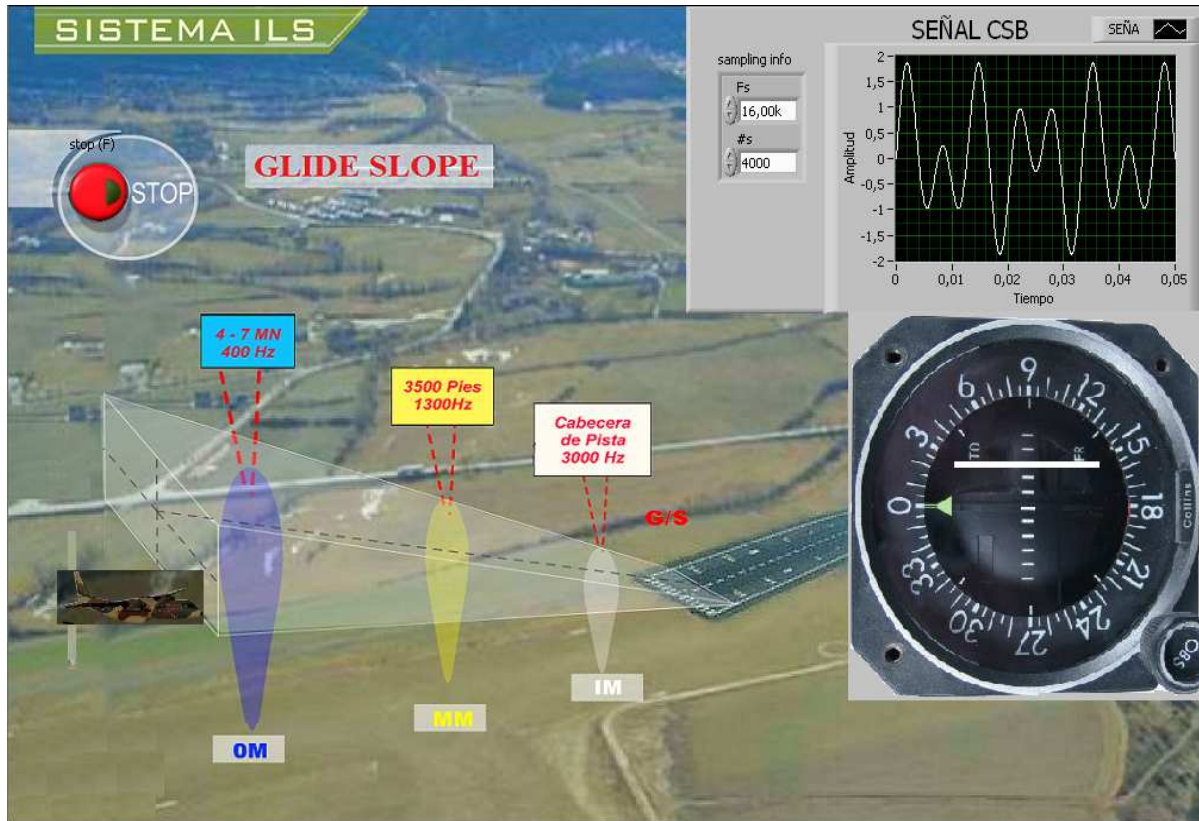 SISTEMA ILS
stop (F)
STOP
GLIDE SLOPE
SEÑAL CSB
SEÑA
sampling info
Fs
16,00k
#s
4000
Amplitud
2
1
0,5
0
-0,5
-1
-1,5
-2
0 0,01 0,02 0,03 0,04 0,05
Tiempo
4 - 7 MN
400 Hz
3500 Pies
1300Hz
Cabecera
de Pista
3000 Hz
G/S
OM
MM
IM
0
3
6
9
12
15
18
21
24
27
30
33
TO
FR
Collins
OBS